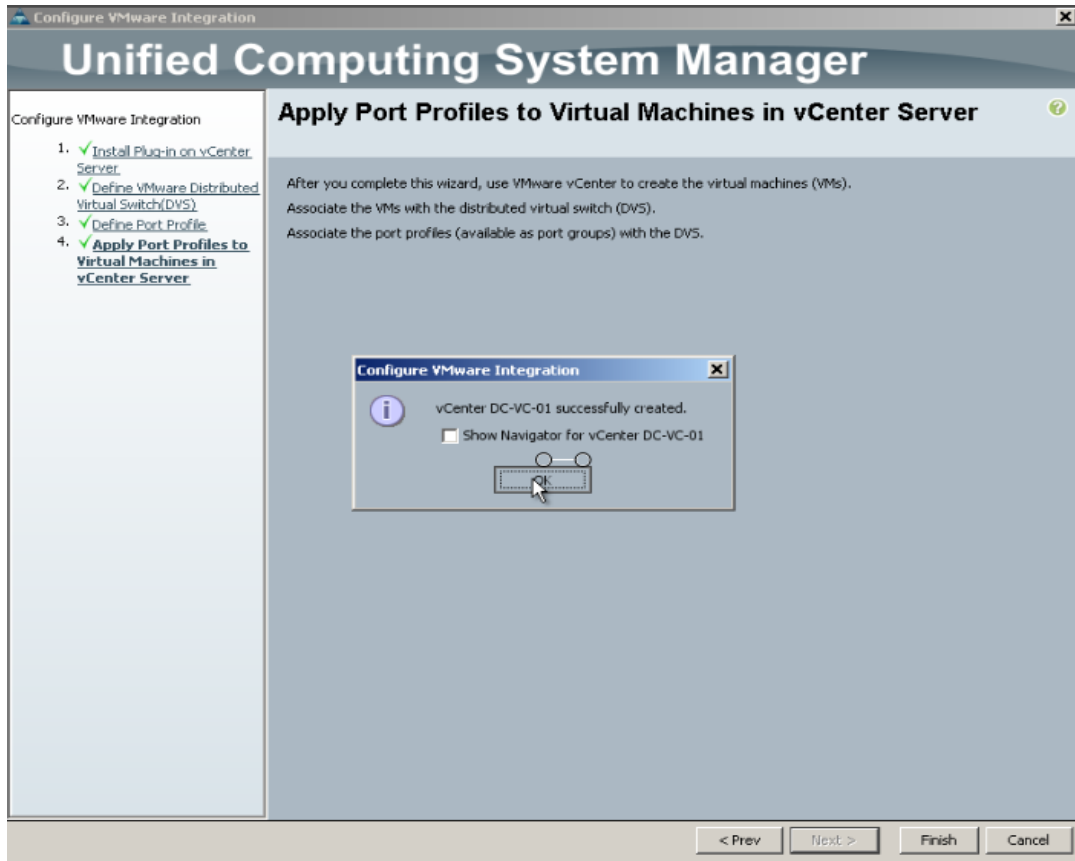 Configure VMware Integration
Unified Computing System Manager
Configure VMware Integration
1. Install Plug-in on vCenter
Server
2. Define VMware Distributed
Virtual Switch(DVS)
3. Define Port Profile
4. Apply Port Profiles to
Virtual Machines in
vCenter Server
Apply Port Profiles to Virtual Machines in vCenter Server
?
After you complete this wizard, use VMware vCenter to create the virtual machines (VMs).
Associate the VMs with the distributed virtual switch (DVS).
Associate the port profiles (available as port groups) with the DVS.
Configure VMware Integration
vCenter DC-VC-01 successfully created.
Show Navigator for vCenter DC-VC-01
OK
< Prev
Next >
Finish
Cancel